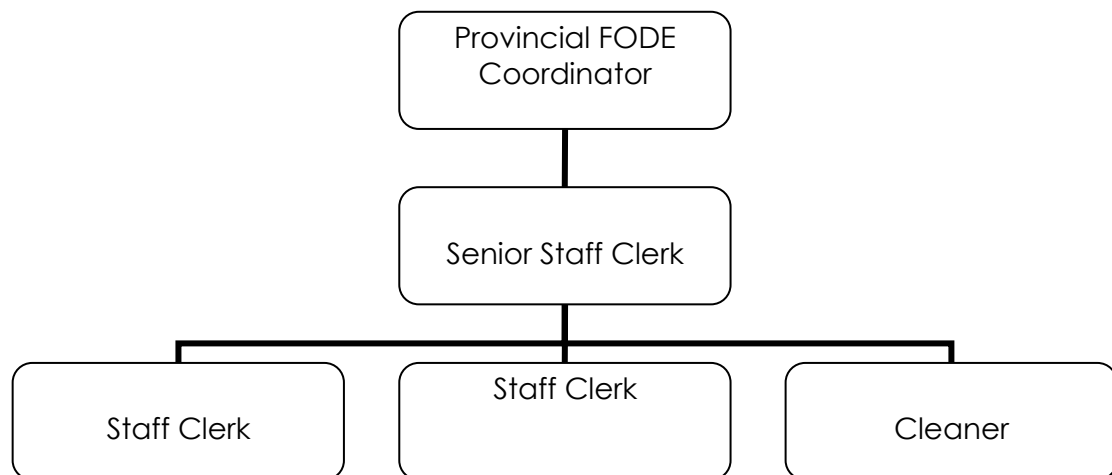 Provincial FODE
Coordinator
Senior Staff Clerk
Staff Clerk
Staff Clerk
Cleaner